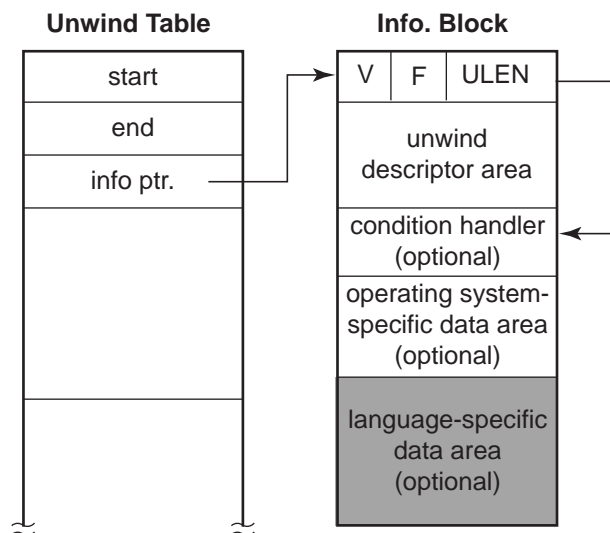 Unwind Table
start
end
info ptr.
Info. Block
V F ULEN
unwind
descriptor area
condition handler
(optional)
operating system-
specific data area
(optional)
language-specific
data area
(optional)